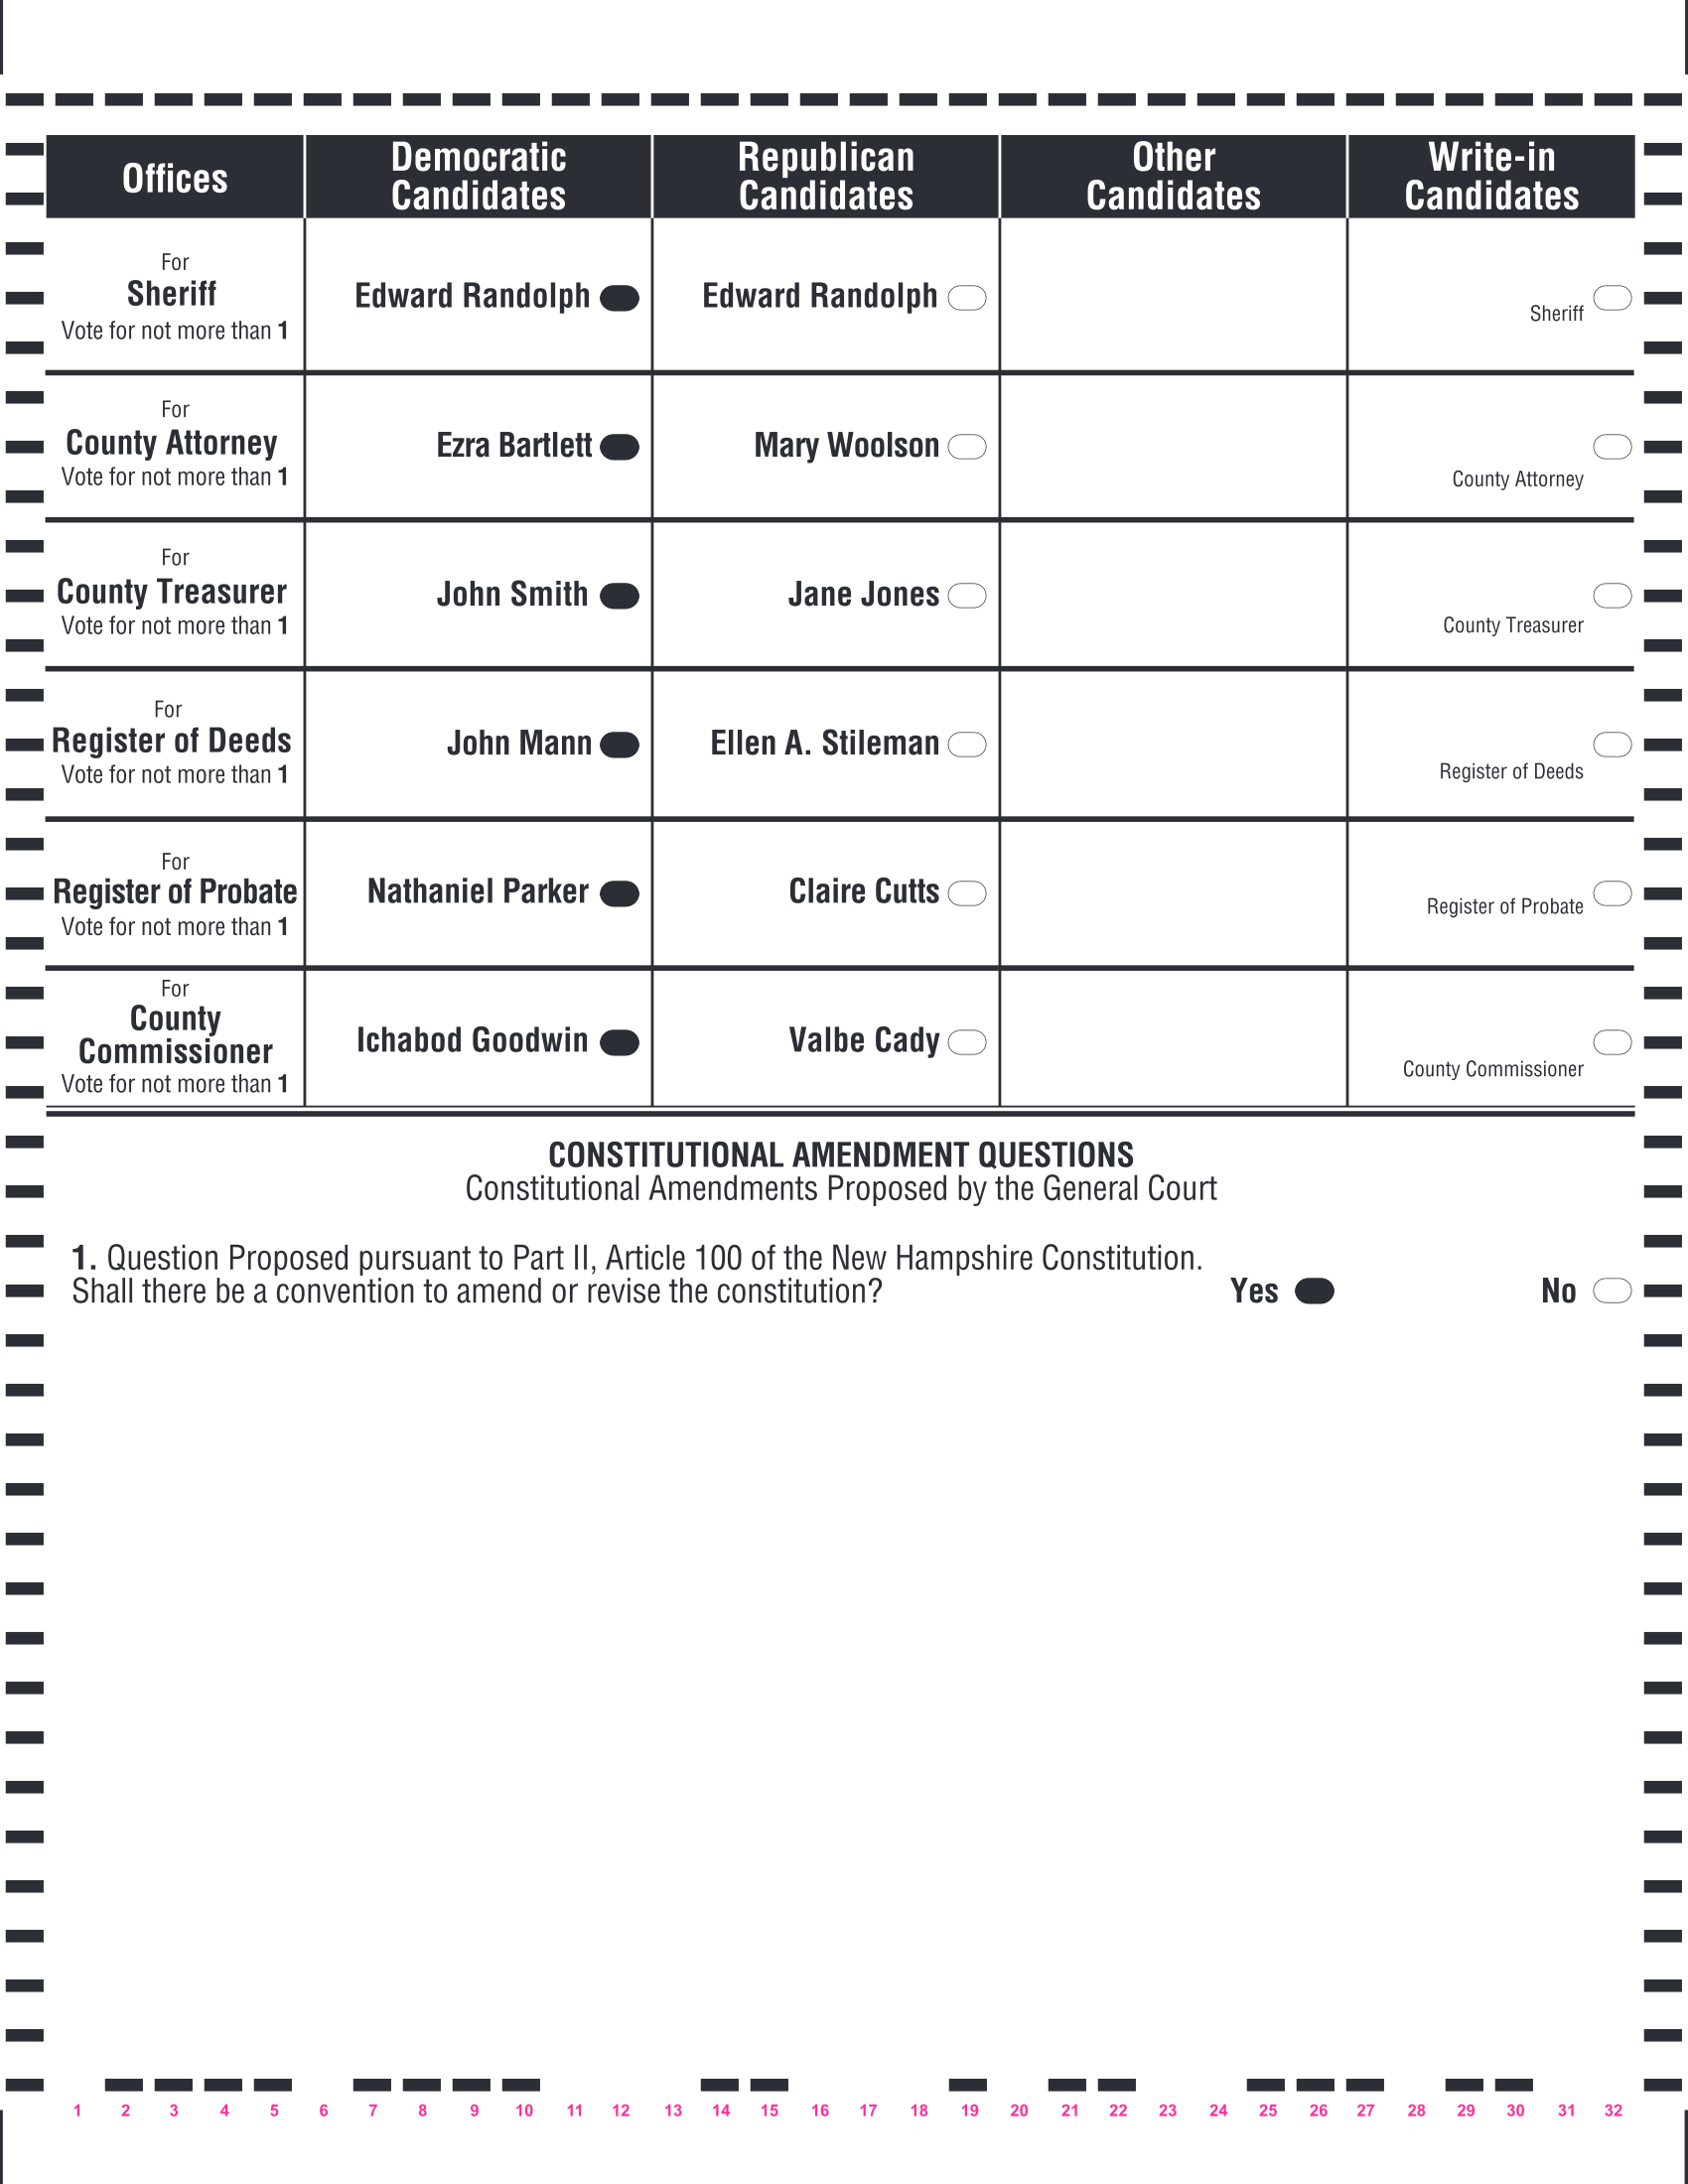 Offices
Democratic
Candidates
Republican
Candidates
Other
Candidates
Write-in
Candidates
For
Sheriff
Vote for not more than 1
Edward Randolph
Edward Randolph
Sheriff
For
County Attorney
Vote for not more than 1
Ezra Bartlett
Mary Woolson
County Attorney
For
County Treasurer
Vote for not more than 1
John Smith
Jane Jones
County Treasurer
For
Register of Deeds
Vote for not more than 1
John Mann
Ellen A. Stileman
Register of Deeds
For
Register of Probate
Vote for not more than 1
Nathaniel Parker
Claire Cutts
Register of Probate
For
County
Commissioner
Vote for not more than 1
Ichabod Goodwin
Valbe Cady
County Commissioner
CONSTITUTIONAL AMENDMENT QUESTIONS
Constitutional Amendments Proposed by the General Court
1. Question Proposed pursuant to Part II, Article 100 of the New Hampshire Constitution.
Shall there be a convention to amend or revise the constitution? Yes No
1 2 3 4 5 6 7 8 9 10 11 12 13 14 15 16 17 18 19 20 21 22 23 24 25 26 27 28 29 30 31 32